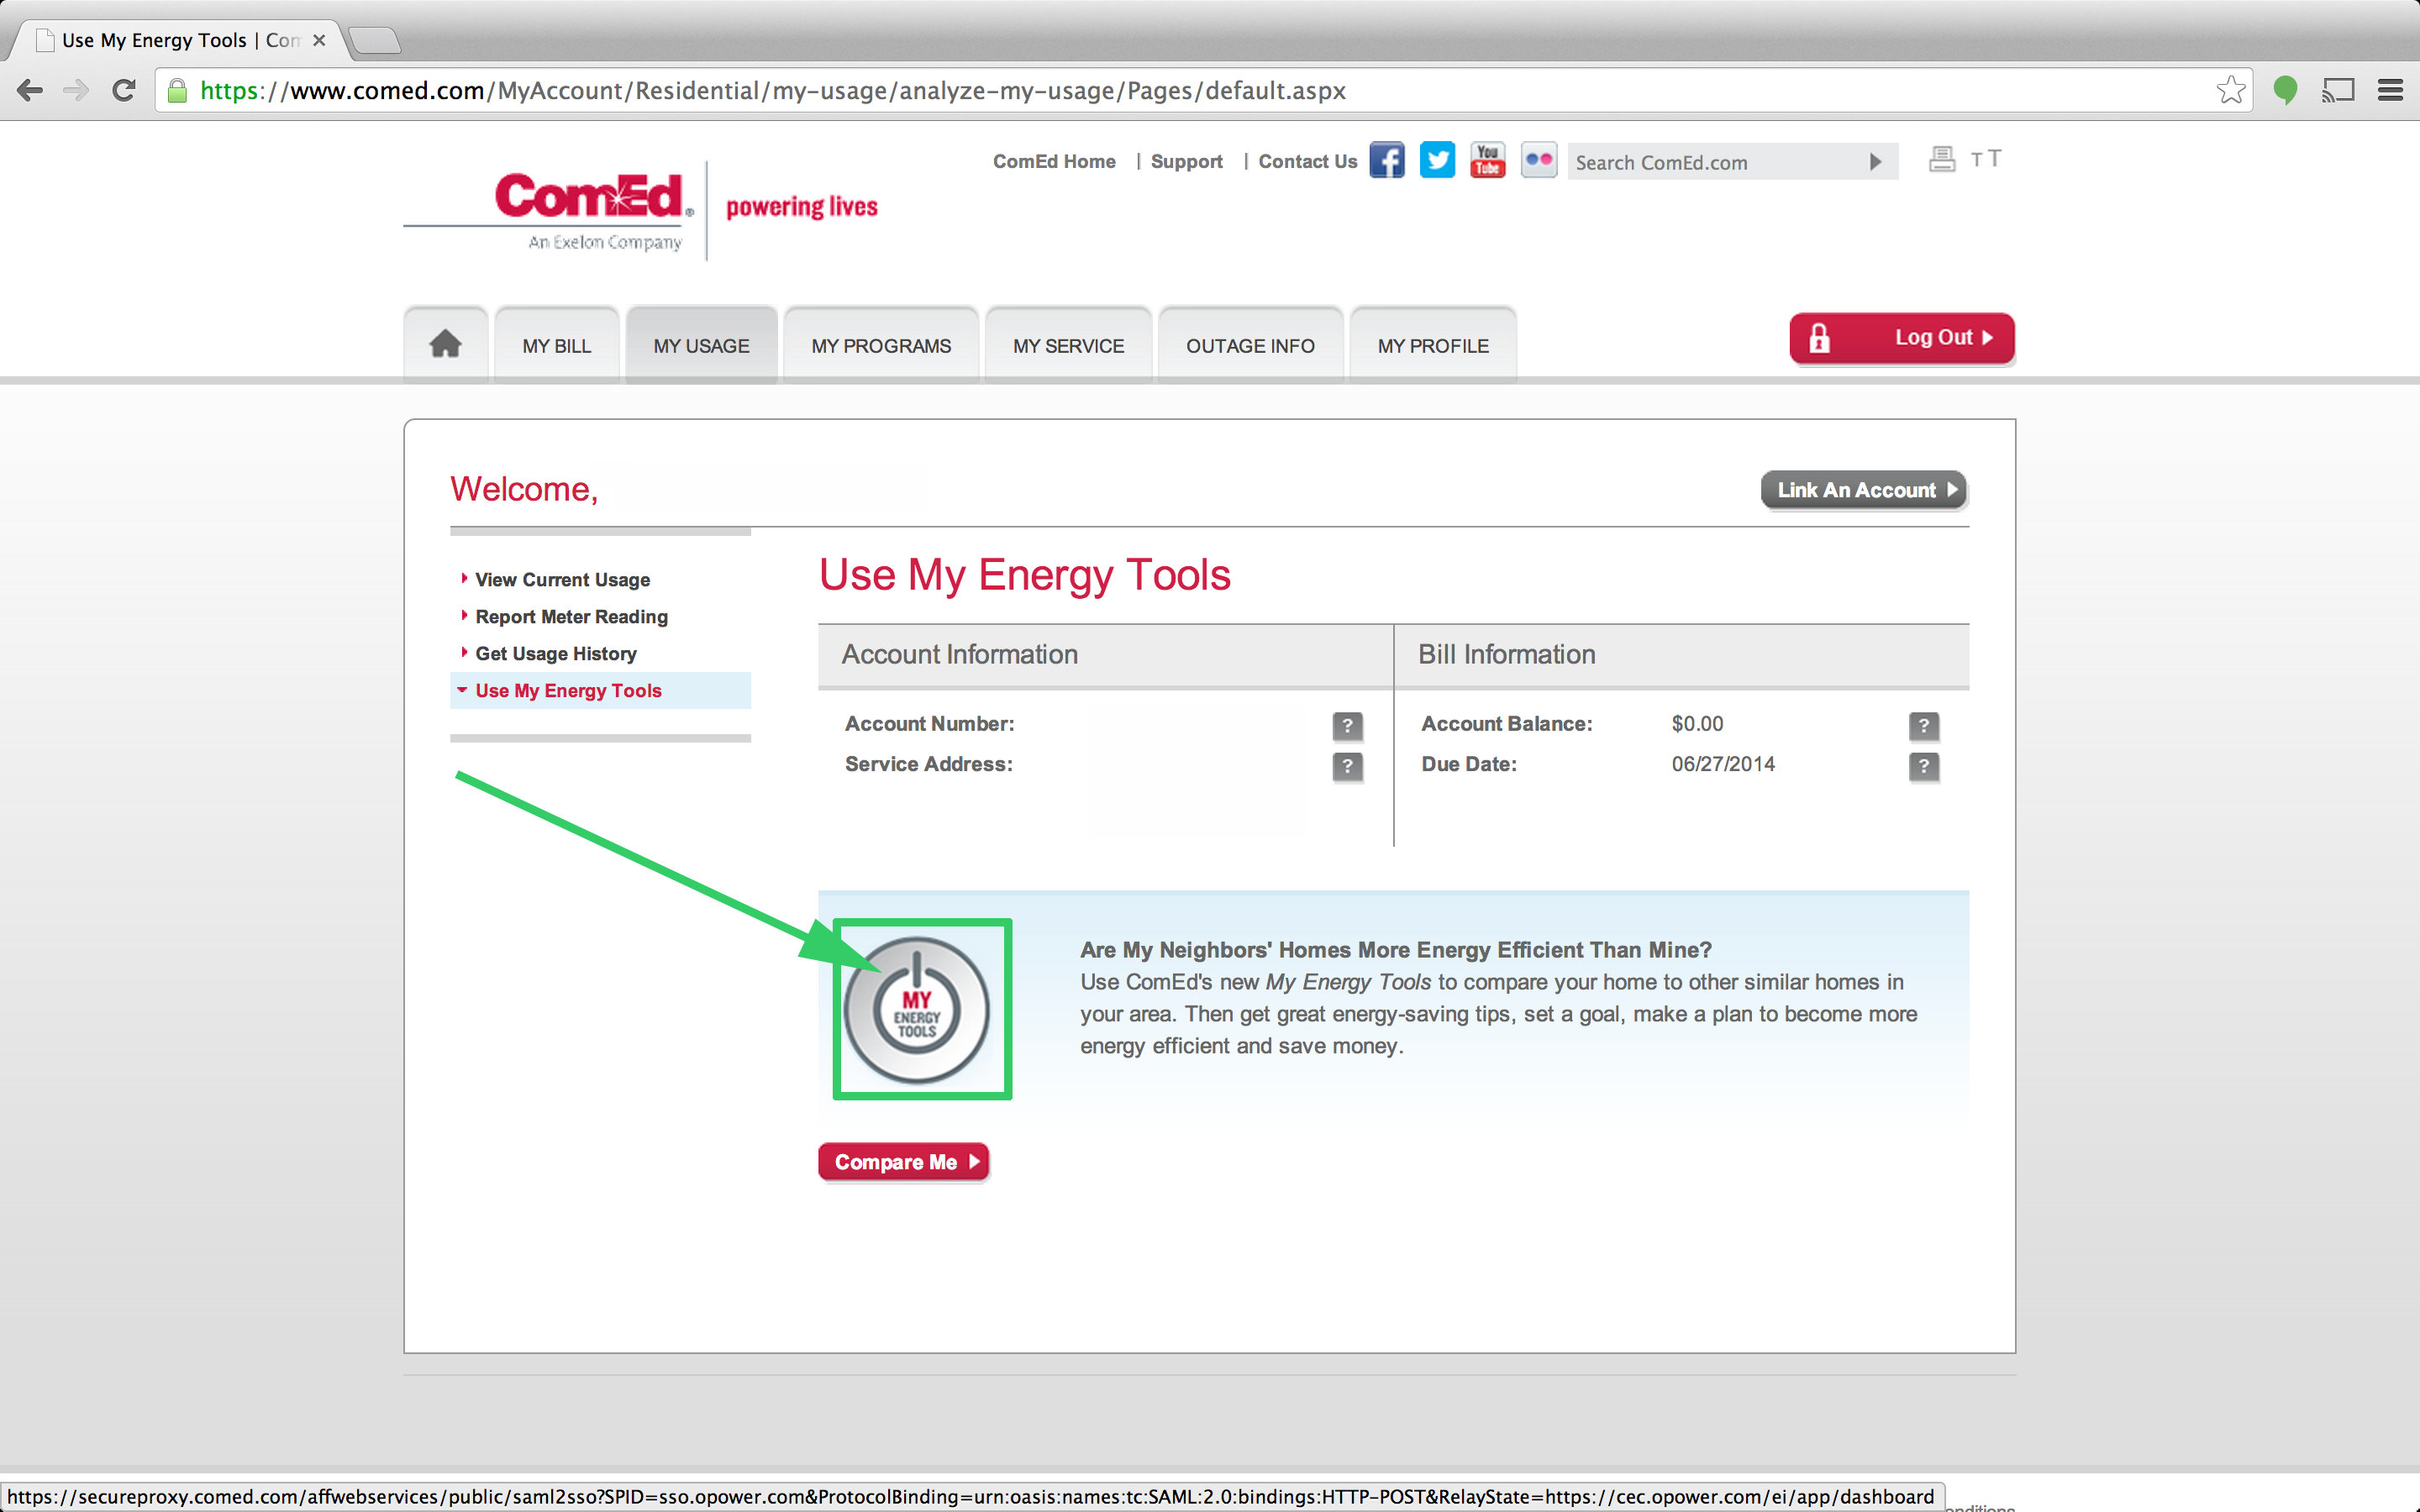 Use My Energy Tools | Com
https://www.comed.com/MyAccount/Residential/my-usage/analyze-my-usage/Pages/default.aspx
ComEd Home | Support | Contact Us
You Tube
Search ComEd.com
T T
ComEd®
powering lives
An Exelon Company
MY BILL
MY USAGE
MY PROGRAMS
MY SERVICE
OUTAGE INFO
MY PROFILE
Log Out
Welcome,
Link An Account
View Current Usage
Report Meter Reading
Get Usage History
Use My Energy Tools
Use My Energy Tools
Account Information
Bill Information
Account Number: ?
Account Balance: $0.00 ?
Service Address: ?
Due Date: 06/27/2014 ?
MY
ENERGY
TOOLS
Are My Neighbors' Homes More Energy Efficient Than Mine?
Use ComEd's new My Energy Tools to compare your home to other similar homes in
your area. Then get great energy-saving tips, set a goal, make a plan to become more
energy efficient and save money.
Compare Me
https://secureproxy.comed.com/affwebservices/public/saml2sso?SPID=sso.opower.com&ProtocolBinding=urn:oasis:names:tc:SAML:2.0:bindings:HTTP-POST&RelayState=https://cec.opower.com/ei/app/dashboard